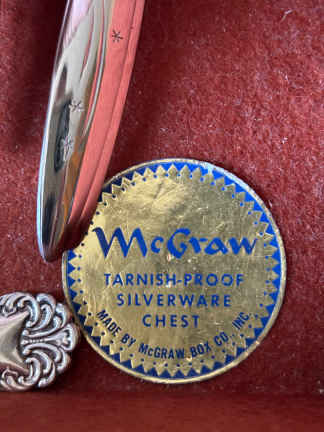 McGraw
TARNISH-PROOF
SILVERWARE
CHEST
MADE BY McGRAW BOX CO., INC.